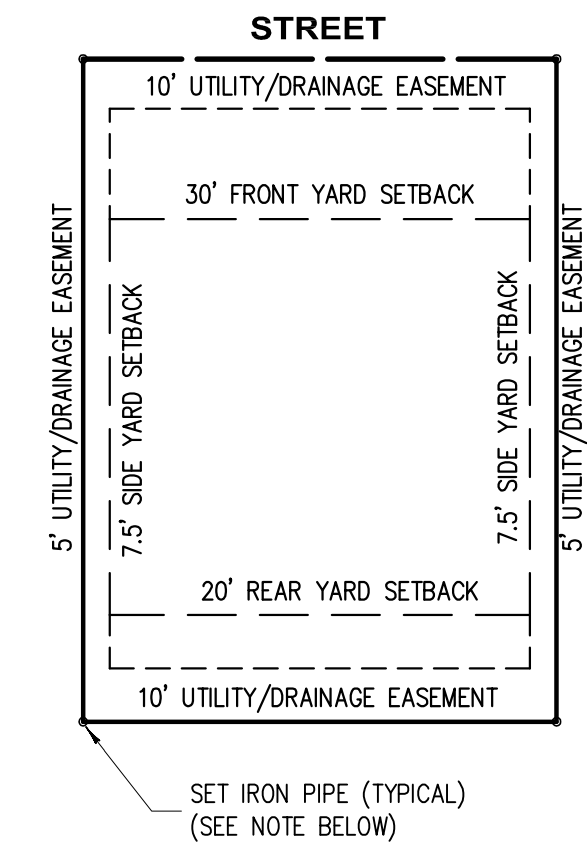 STREET
10' UTILITY/DRAINAGE EASEMENT
30' FRONT YARD SETBACK
5' UTILITY/DRAINAGE EASEMENT
7.5' SIDE YARD SETBACK
7.5' SIDE YARD SETBACK
5' UTILITY/DRAINAGE EASEMENT
20' REAR YARD SETBACK
10' UTILITY/DRAINAGE EASEMENT
SET IRON PIPE (TYPICAL)
(SEE NOTE BELOW)